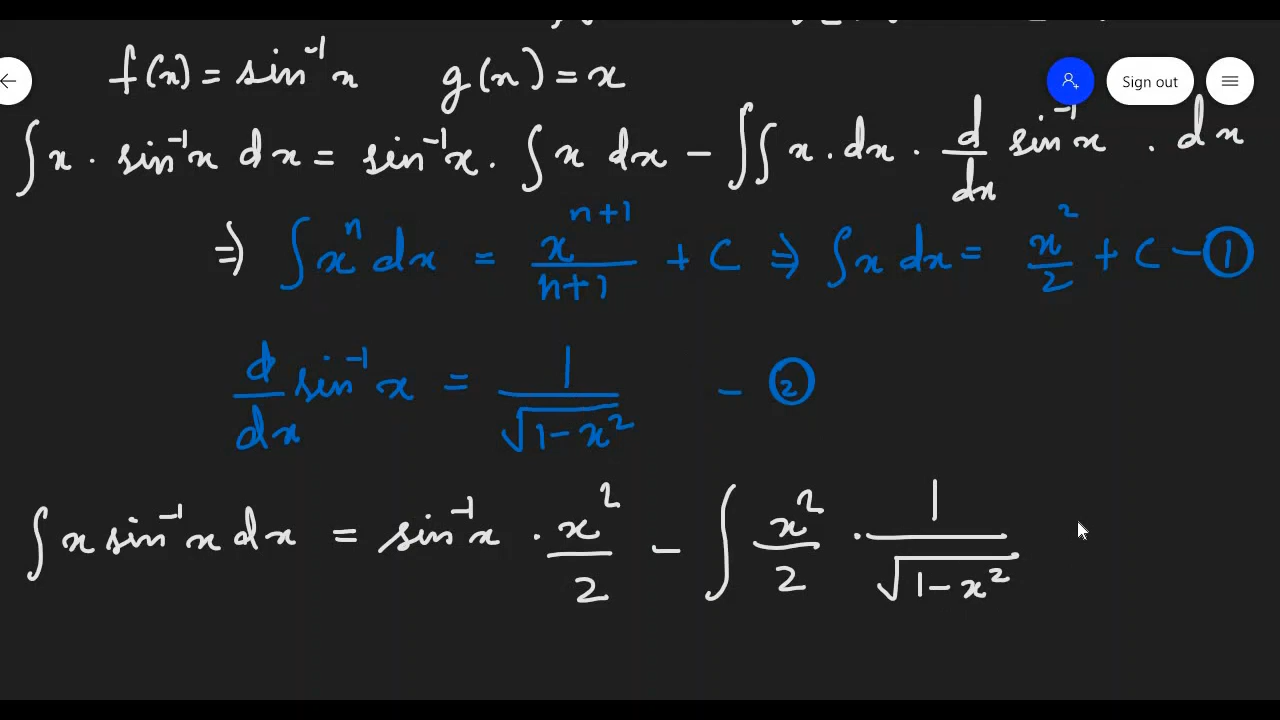 f(x) = sin⁻¹x g(x) = x
Sign out
∫ x · sin⁻¹x dx = sin⁻¹x · ∫ x dx − ∫∫ x · dx · d/dx sin⁻¹x · dx
⇒ ∫ xⁿ dx = xⁿ⁺¹/n+1 + C ⇒ ∫ x dx = x²/2 + C − ①
d/dx sin⁻¹x = 1/√1−x² − ②
∫ x sin⁻¹x dx = sin⁻¹x · x²/2 − ∫ x²/2 · 1/√1−x²